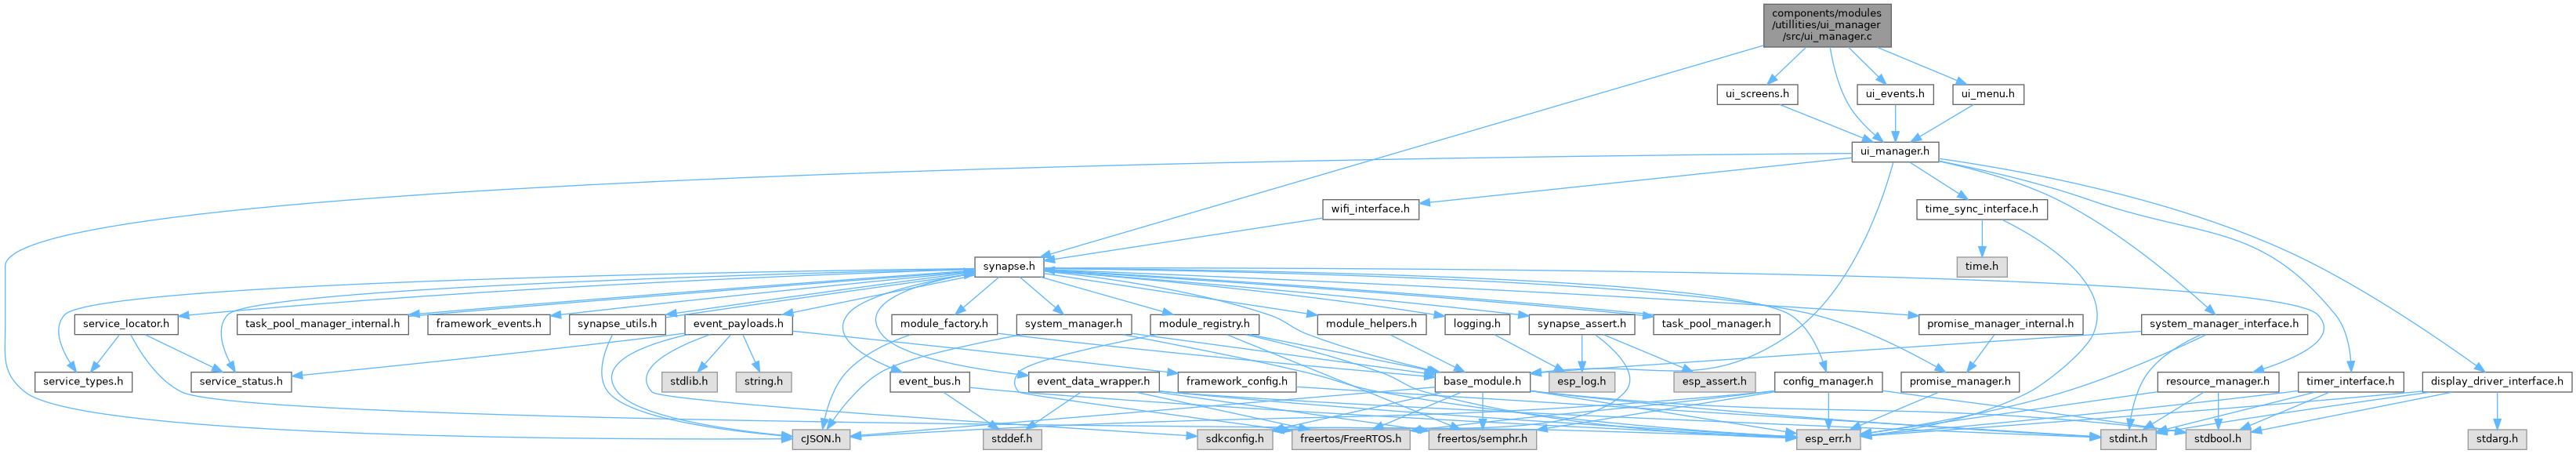 components/modules
/utillities/ui_manager
/src/ui_manager.c
ui_screens.h
ui_events.h
ui_menu.h
ui_manager.h
wifi_interface.h
time_sync_interface.h
synapse.h
time.h
service_locator.h
task_pool_manager_internal.h
framework_events.h
synapse_utils.h
event_payloads.h
module_factory.h
system_manager.h
module_registry.h
module_helpers.h
logging.h
synapse_assert.h
task_pool_manager.h
promise_manager_internal.h
system_manager_interface.h
service_types.h
service_status.h
stdlib.h
string.h
event_bus.h
event_data_wrapper.h
framework_config.h
base_module.h
esp_log.h
esp_assert.h
config_manager.h
promise_manager.h
resource_manager.h
timer_interface.h
display_driver_interface.h
cJSON.h
stddef.h
sdkconfig.h
freertos/FreeRTOS.h
freertos/semphr.h
esp_err.h
stdint.h
stdbool.h
stdarg.h